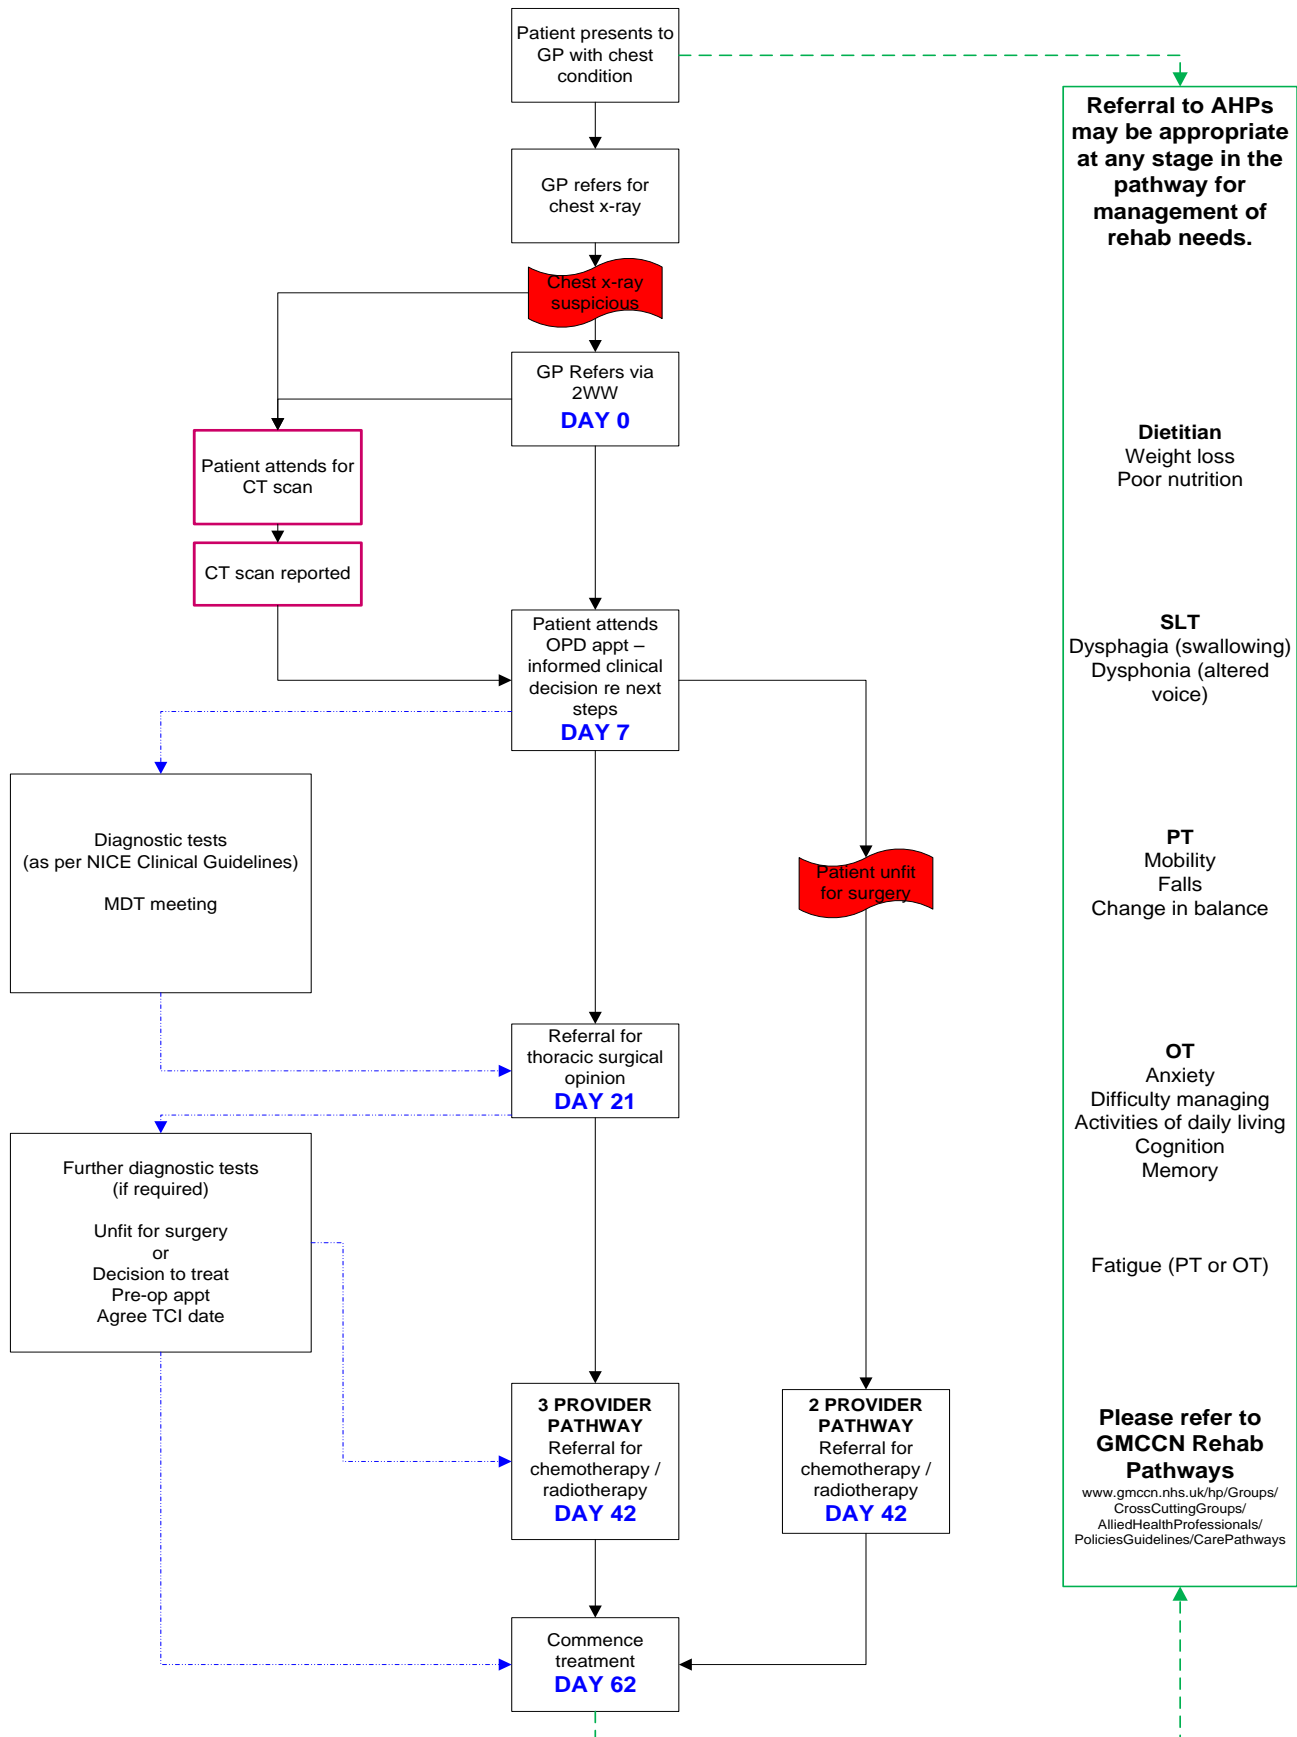 Patient presents to
GP with chest
condition
GP refers for
chest x-ray
Chest x-ray
suspicious
GP Refers via
2WW
DAY 0
Patient attends for
CT scan
CT scan reported
Patient attends
OPD appt –
informed clinical
decision re next
steps
DAY 7
Diagnostic tests
(as per NICE Clinical Guidelines)
MDT meeting
Patient unfit
for surgery
Referral for
thoracic surgical
opinion
DAY 21
Further diagnostic tests
(if required)
Unfit for surgery
or
Decision to treat
Pre-op appt
Agree TCI date
3 PROVIDER
PATHWAY
Referral for
chemotherapy /
radiotherapy
DAY 42
2 PROVIDER
PATHWAY
Referral for
chemotherapy /
radiotherapy
DAY 42
Commence
treatment
DAY 62
Referral to AHPs
may be appropriate
at any stage in the
pathway for
management of
rehab needs.
Dietitian
Weight loss
Poor nutrition
SLT
Dysphagia (swallowing)
Dysphonia (altered
voice)
PT
Mobility
Falls
Change in balance
OT
Anxiety
Difficulty managing
Activities of daily living
Cognition
Memory
Fatigue (PT or OT)
Please refer to
GMCCN Rehab
Pathways
www.gmccn.nhs.uk/hp/Groups/
CrossCuttingGroups/
AlliedHealthProfessionals/
PoliciesGuidelines/CarePathways